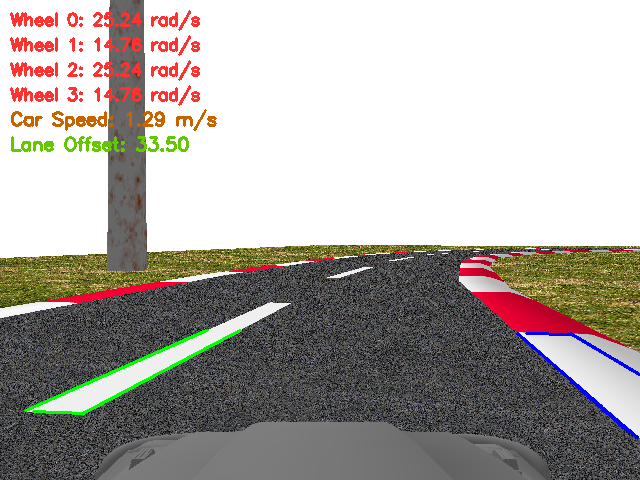 Wheel 0: 25.24 rad/s
Wheel 1: 14.76 rad/s
Wheel 2: 25.24 rad/s
Wheel 3: 14.76 rad/s
Car Speed: 1.29 m/s
Lane Offset: 33.50